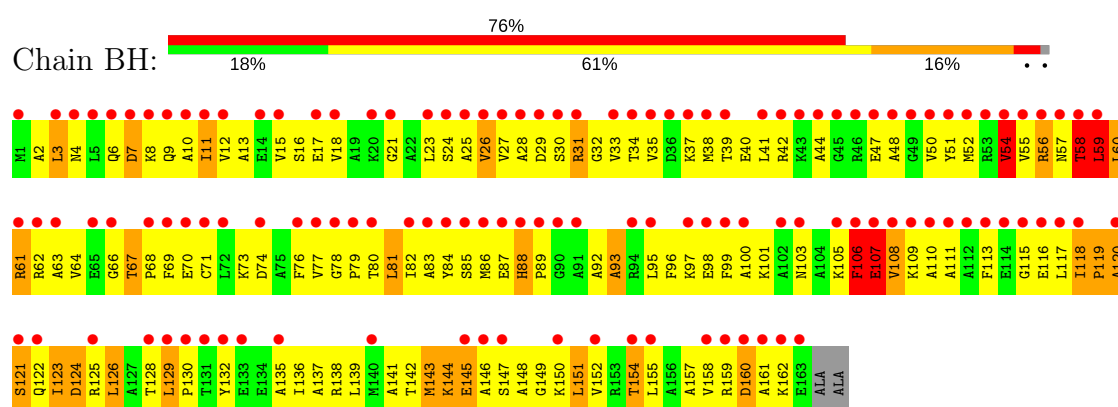 76%
Chain BH:
18% 61% 16% • •
M1 A2 L3 N4 L5 Q6 D7 K8 Q9 A10 I11 V12 A13 E14 V15 S16 E17 V18 A19 K20 G21 A22 L23 S24 A25 V26 V27 A28 D29 S30 R31 G32 V33 T34 V35 D36 K37 M38 T39 E40 L41 R42 K43 A44 G45 R46 E47 A48 G49 V50 Y51 M52 R53 V54 V55 R56 N57 T58 L59 L60
R61 R62 A63 V64 E65 G66 T67 P68 F69 E70 C71 L72 K73 D74 A75 F76 V77 G78 P79 T80 L81 I82 A83 Y84 S85 M86 E87 H88 P89 G90 A91 A92 A93 R94 L95 F96 K97 E98 F99 A100 K101 A102 N103 A104 K105 F106 E107 V108 K109 A110 A111 A112 F113 E114 G115 E116 L117 I118 P119 A120
S121 Q122 I123 D124 R125 L126 A127 T128 L129 P130 T131 Y132 E133 E134 A135 I136 A137 R138 L139 M140 A141 T142 M143 K144 E145 A146 S147 A148 G149 K150 L151 V152 R153 T154 L155 A156 A157 V158 R159 D160 A161 K162 E163 ALA ALA